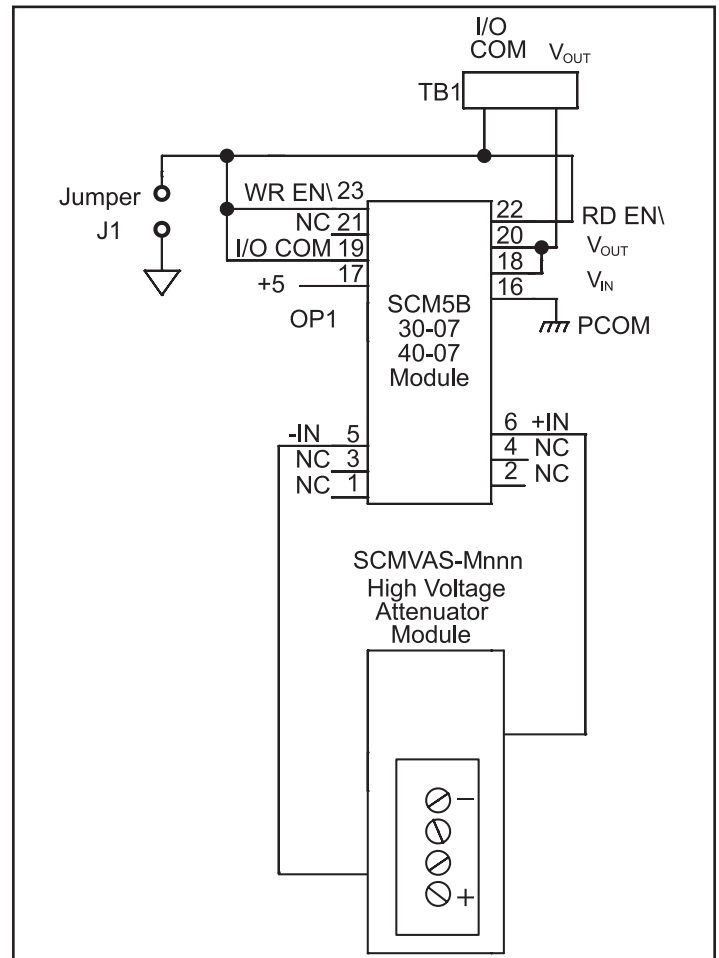 I/O
COM VOUT
TB1
Jumper
J1
WR EN\ 23
NC 21
I/O COM 19
+5 17
OP1
22 RD EN\
20 VOUT
18 VIN
16
PCOM
SCM5B
30-07
40-07
Module
-IN 5
NC 3
NC 1
6 +IN
4 NC
2 NC
SCMVAS-Mnnn
High Voltage
Attenuator
Module
−
+